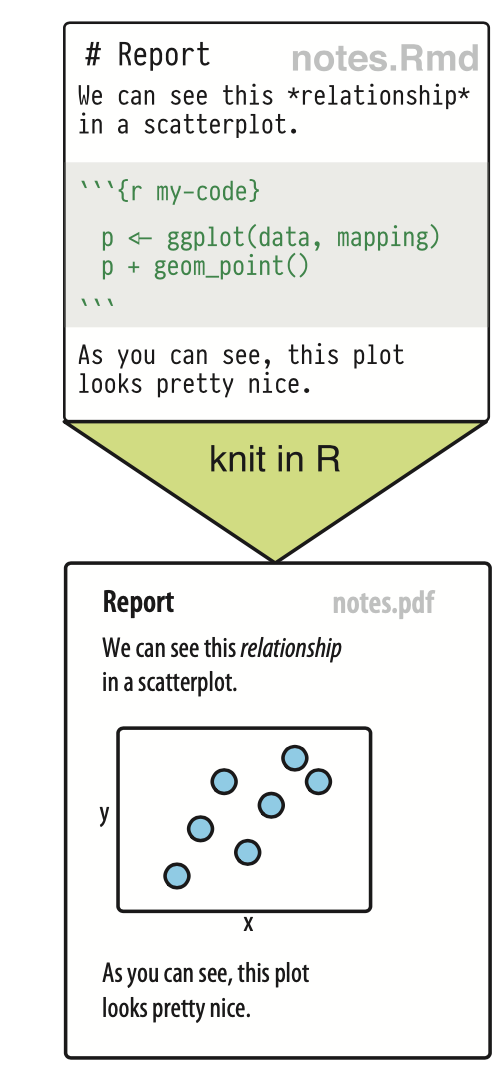 # Report
notes.Rmd
We can see this *relationship*
in a scatterplot.
```{r my-code}
p <- ggplot(data, mapping)
p + geom_point()
```
As you can see, this plot
looks pretty nice.
knit in R
Report
notes.pdf
We can see this relationship
in a scatterplot.
y
x
As you can see, this plot
looks pretty nice.